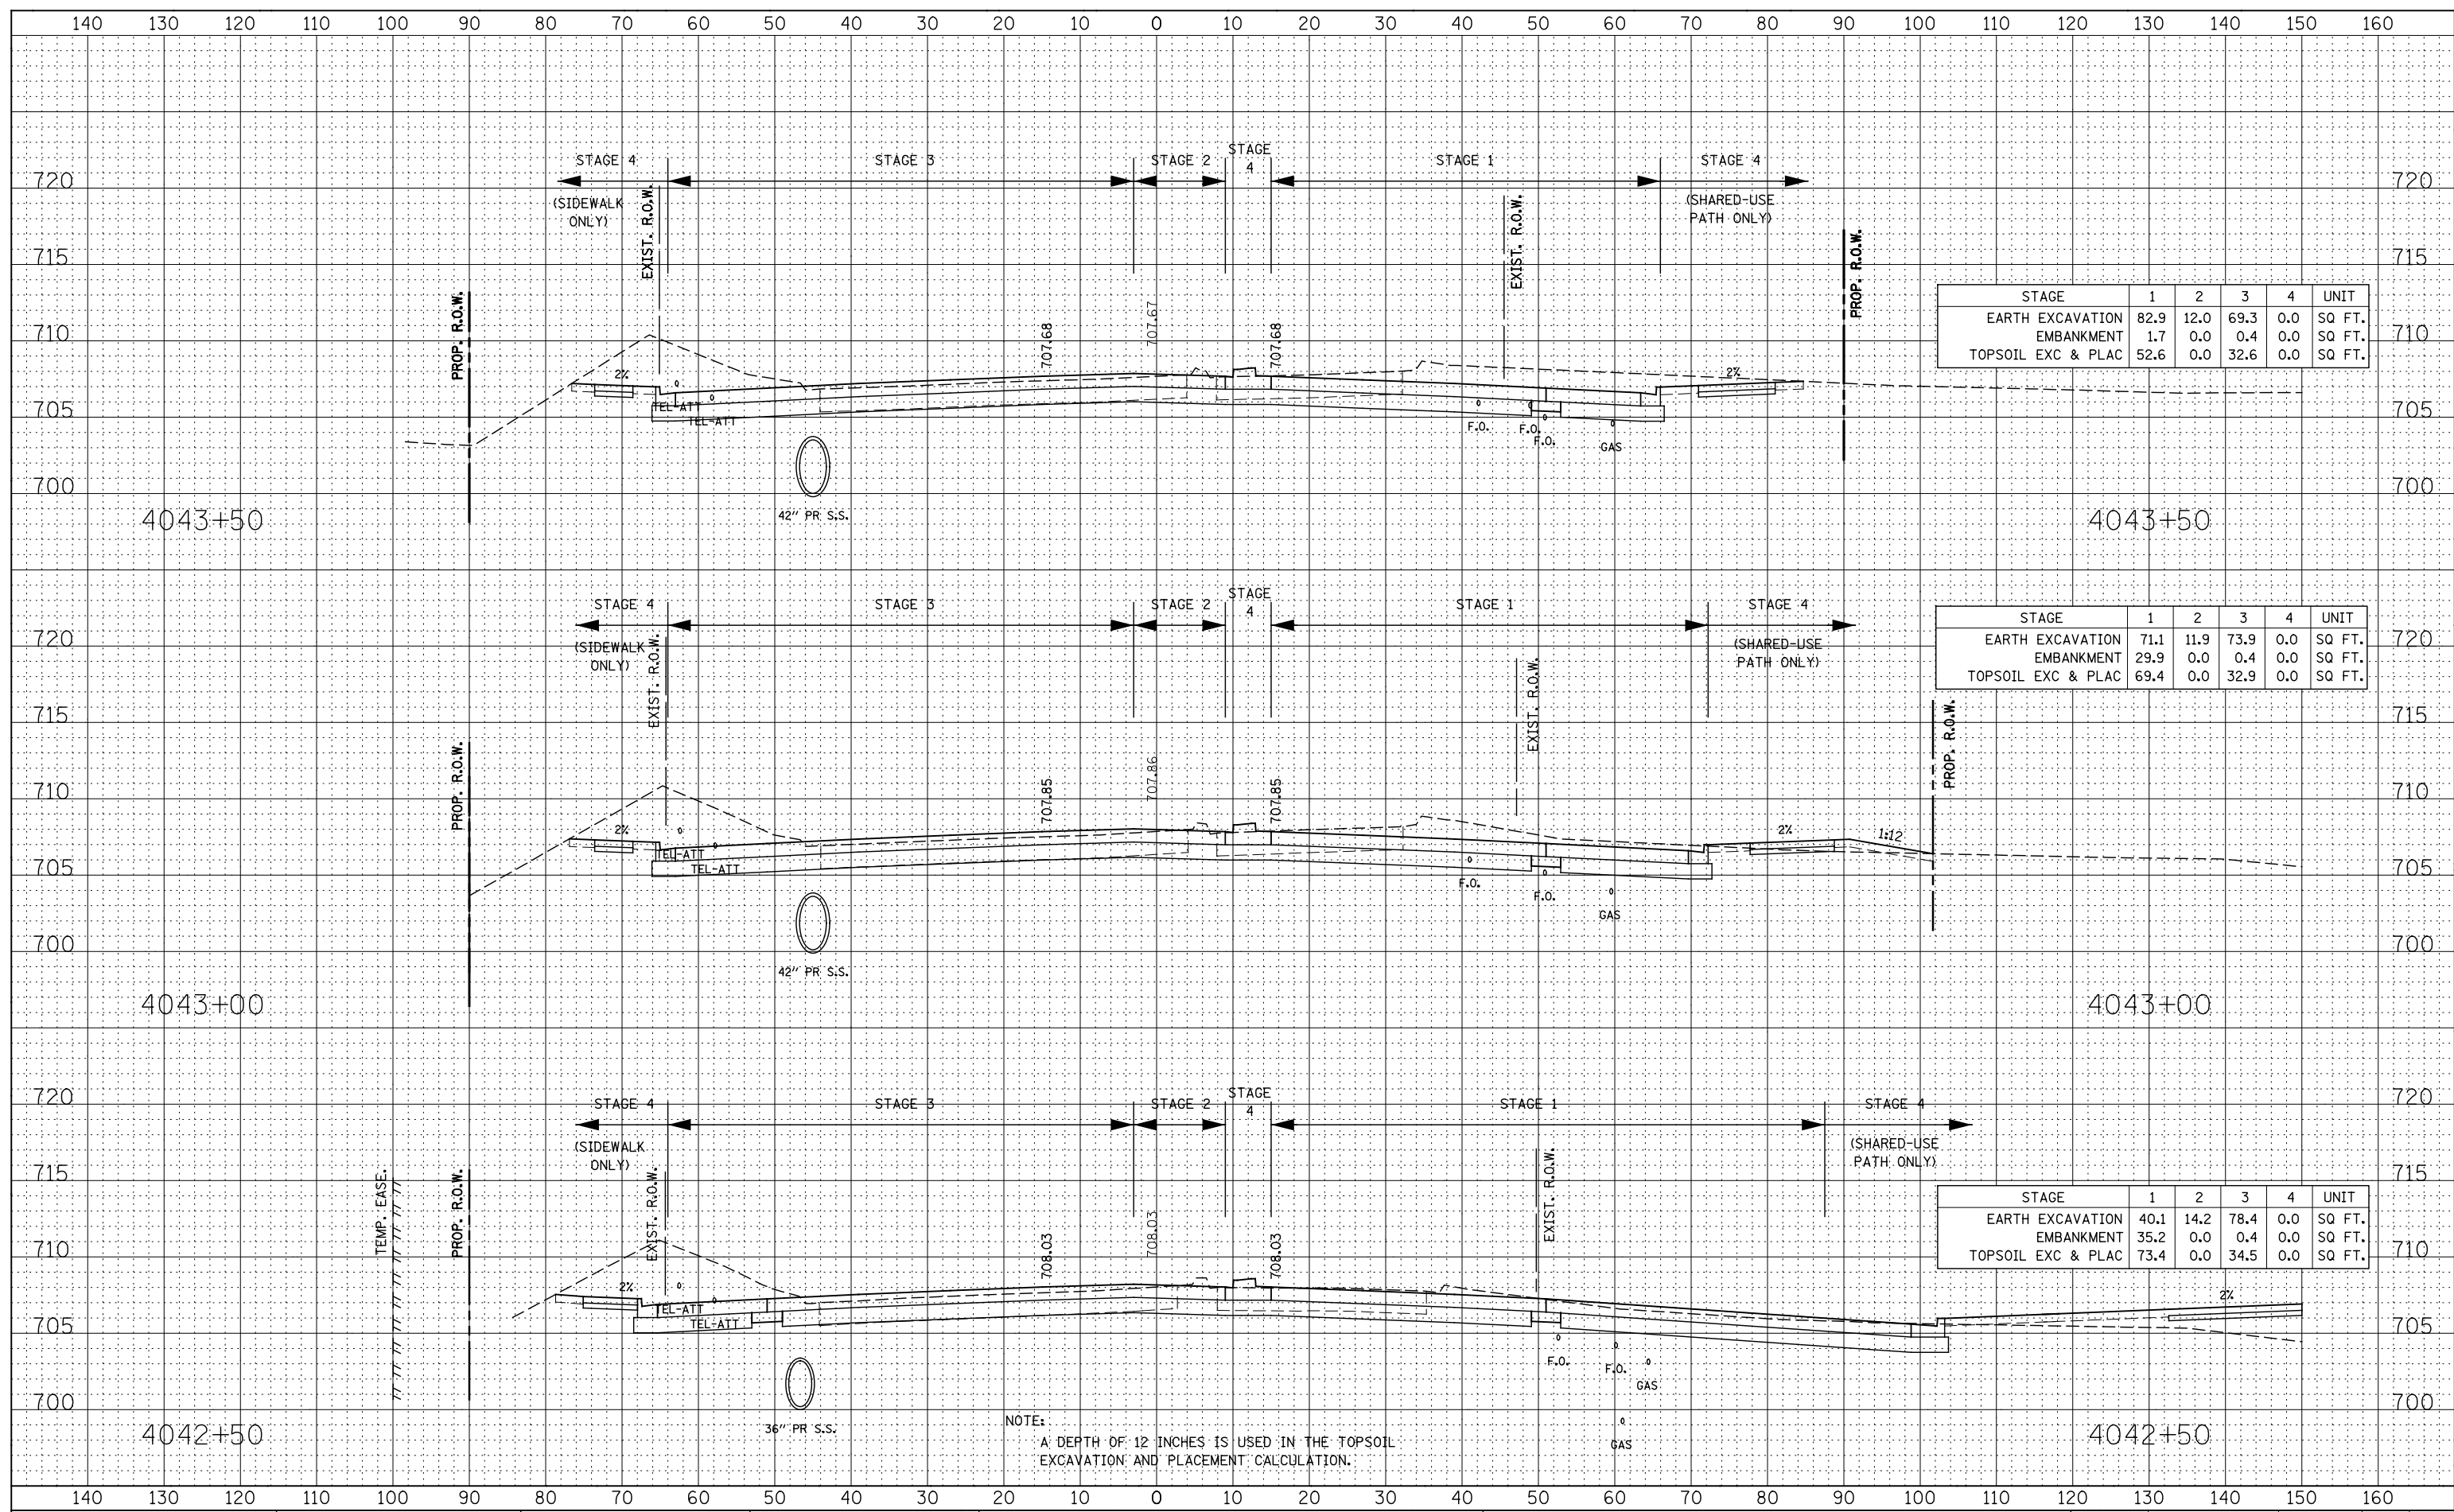 140 130 120 110 100 90 80 70 60 50 40 30 20 10 0 10 20 30 40 50 60 70 80 90 100 110 120 130 140 150 160
STAGE 4
STAGE 3
STAGE 2
STAGE
4
STAGE 1
STAGE 4
720
720
(SIDEWALK
ONLY)
EXIST. R.O.W.
EXIST. R.O.W.
(SHARED-USE
PATH ONLY)
715
715
PROP. R.O.W.
PROP. R.O.W.
STAGE 1 2 3 4 UNIT
EARTH EXCAVATION 82.9 12.0 69.3 0.0 SQ FT.
EMBANKMENT 1.7 0.0 0.4 0.0 SQ FT.
TOPSOIL EXC & PLAC 52.6 0.0 32.6 0.0 SQ FT.
710
707.68
707.67
707.68
710
2%
2%
705
TEL-ATT
TEL-ATT
705
F.O.
F.O.
F.O.
GAS
700
700
42" PR S.S.
4043+50
4043+50
STAGE 4
STAGE 3
STAGE 2
STAGE
4
STAGE 1
STAGE 4
STAGE 1 2 3 4 UNIT
EARTH EXCAVATION 71.1 11.9 73.9 0.0 SQ FT.
EMBANKMENT 29.9 0.0 0.4 0.0 SQ FT.
TOPSOIL EXC & PLAC 69.4 0.0 32.9 0.0 SQ FT.
720
720
(SIDEWALK
ONLY)
EXIST. R.O.W.
EXIST. R.O.W.
(SHARED-USE
PATH ONLY)
715
715
PROP. R.O.W.
PROP. R.O.W.
710
707.85
707.86
707.85
710
2%
2%
1:12
705
TEL-ATT
TEL-ATT
705
F.O.
F.O.
GAS
700
700
42" PR S.S.
4043+00
4043+00
720
720
STAGE 4
STAGE 3
STAGE 2
STAGE
4
STAGE 1
STAGE 4
(SIDEWALK
ONLY)
(SHARED-USE
PATH ONLY)
715
715
TEMP. EASE.
PROP. R.O.W.
EXIST. R.O.W.
EXIST. R.O.W.
STAGE 1 2 3 4 UNIT
EARTH EXCAVATION 40.1 14.2 78.4 0.0 SQ FT.
EMBANKMENT 35.2 0.0 0.4 0.0 SQ FT.
TOPSOIL EXC & PLAC 73.4 0.0 34.5 0.0 SQ FT.
710
708.03
708.03
708.03
710
2%
2%
705
TEL-ATT
TEL-ATT
705
F.O.
F.O.
GAS
700
700
36" PR S.S.
GAS
4042+50
4042+50
NOTE:
A DEPTH OF 12 INCHES IS USED IN THE TOPSOIL
EXCAVATION AND PLACEMENT CALCULATION.
140 130 120 110 100 90 80 70 60 50 40 30 20 10 0 10 20 30 40 50 60 70 80 90 100 110 120 130 140 150 160